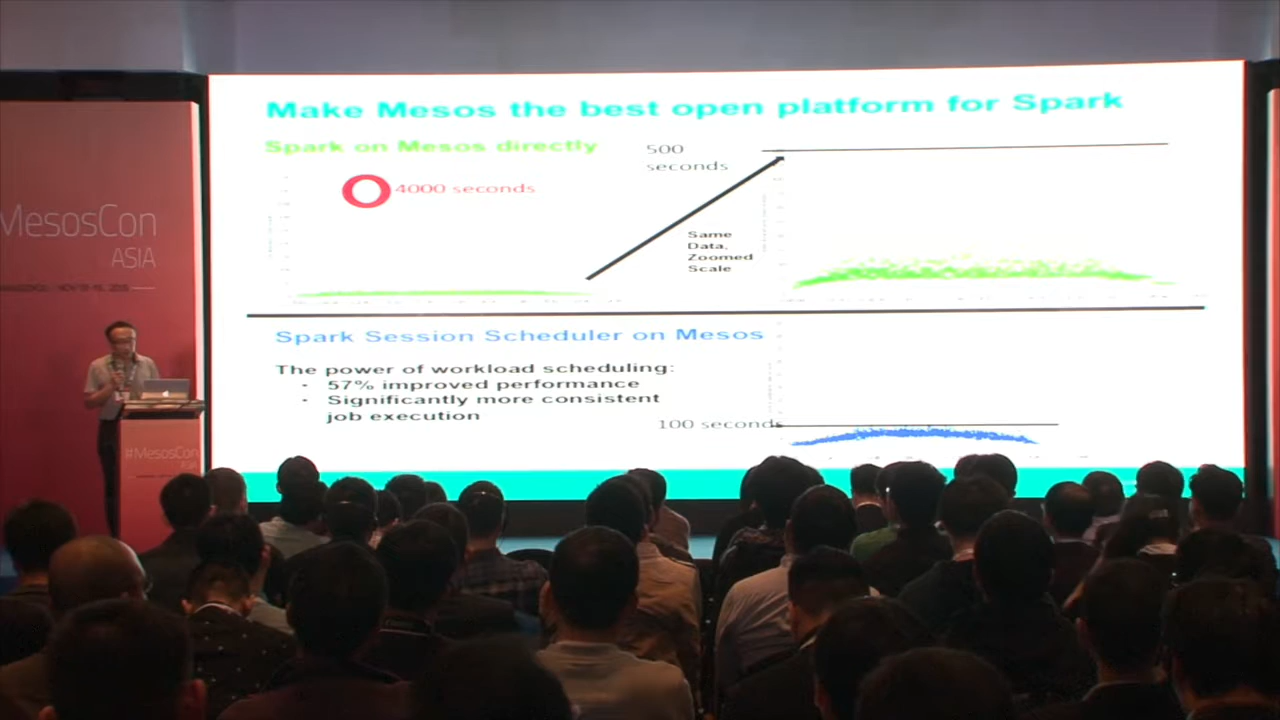 Make Mesos the best open platform for Spark
Spark on Mesos directly
4000 seconds
500
seconds
Same
Data,
Zoomed
Scale
Spark Session Scheduler on Mesos
The power of workload scheduling:
· 57% improved performance
· Significantly more consistent
job execution
100 seconds
MesosCon
ASIA
#MesosCon
ASIA